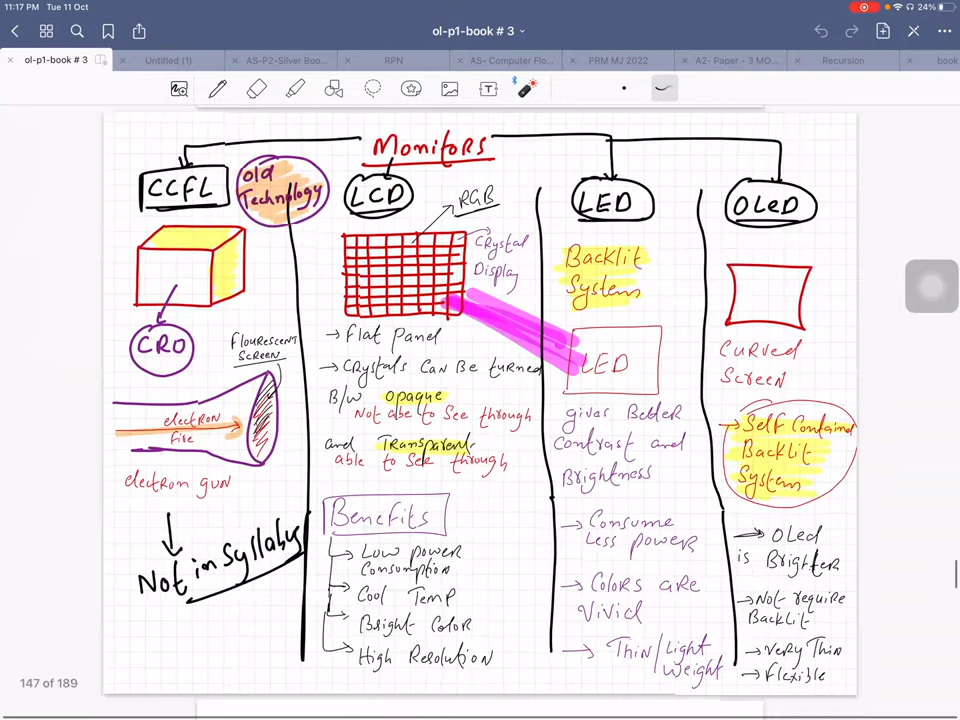 11:17 PM Tue 11 Oct
24%
ol-p1-book # 3
ol-p1-book # 3
Untitled (1)
AS-P2-Silver Boo...
RPN
AS- Computer Flo...
PRM MJ 2022
A2- Paper - 3 MO...
Recursion
book
Monitors
CCFL
old
Technology
CRO
Flourescent
Screen
electron
fire
electron gun
Not in Syllabus
LCD
RGB
Crystal
Display
→ Flat Panel
→ Crystals Can be turned
B/w opaque
Not able to See through
and Transparent
able to See through
Benefits
→ Low power
Consumption
→ Cool Temp
→ Bright Color
→ High Resolution
LED
Backlit
System
LED
gives Better
Contrast and
Brightness
→ Consume
less power
→ Colors are
Vivid
→ Thin/Light
weight
OLED
Curved
Screen
→ Self Contained
Backlit
System
→ OLed
is Brighter
→ Not require
Backlit
→ very Thin
→ Flexible
147 of 189